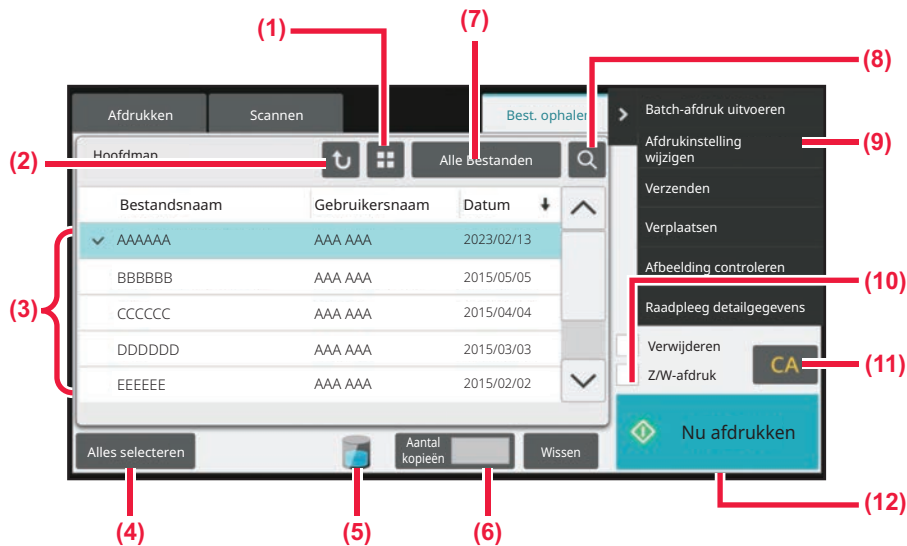 (1)
(7)
(8)
Afdrukken
Scannen
Best. ophalen
Batch-afdruk uitvoeren
(2)
Hoofdmap
Alle Bestanden
Afdrukinstelling
wijzigen
(9)
Verzenden
Bestandsnaam Gebruikersnaam Datum
Verplaatsen
AAAAAA AAA AAA 2023/02/13
Afbeelding controleren
(3)
BBBBBB AAA AAA 2015/05/05
(10)
CCCCCC AAA AAA 2015/04/04
Raadpleeg detailgegevens
DDDDDD AAA AAA 2015/03/03
Verwijderen
EEEEEE AAA AAA 2015/02/02
Z/W-afdruk
CA
(11)
Alles selecteren
Aantal
kopieën
Wissen
Nu afdrukken
(12)
(4)
(5)
(6)